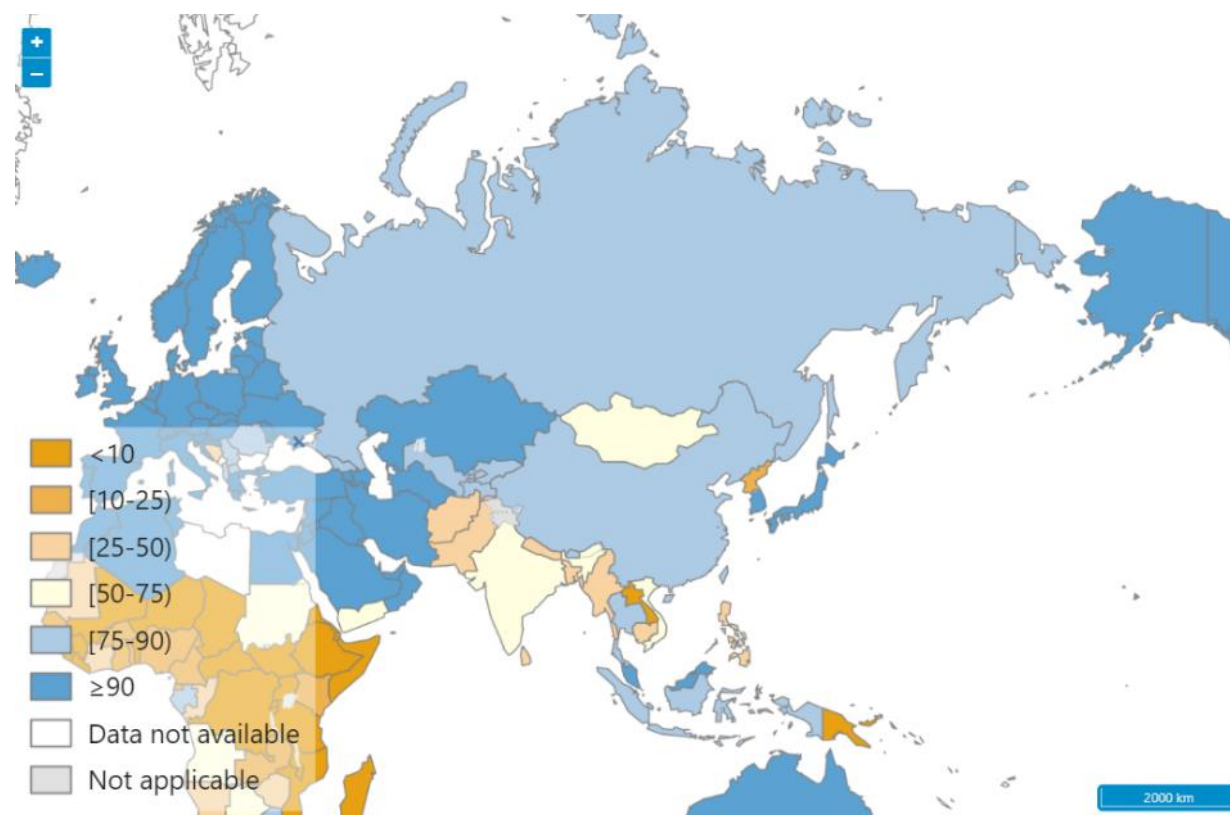 +
−
<10
[10-25)
[25-50)
[50-75)
[75-90)
≥90
Data not available
Not applicable
2000 km